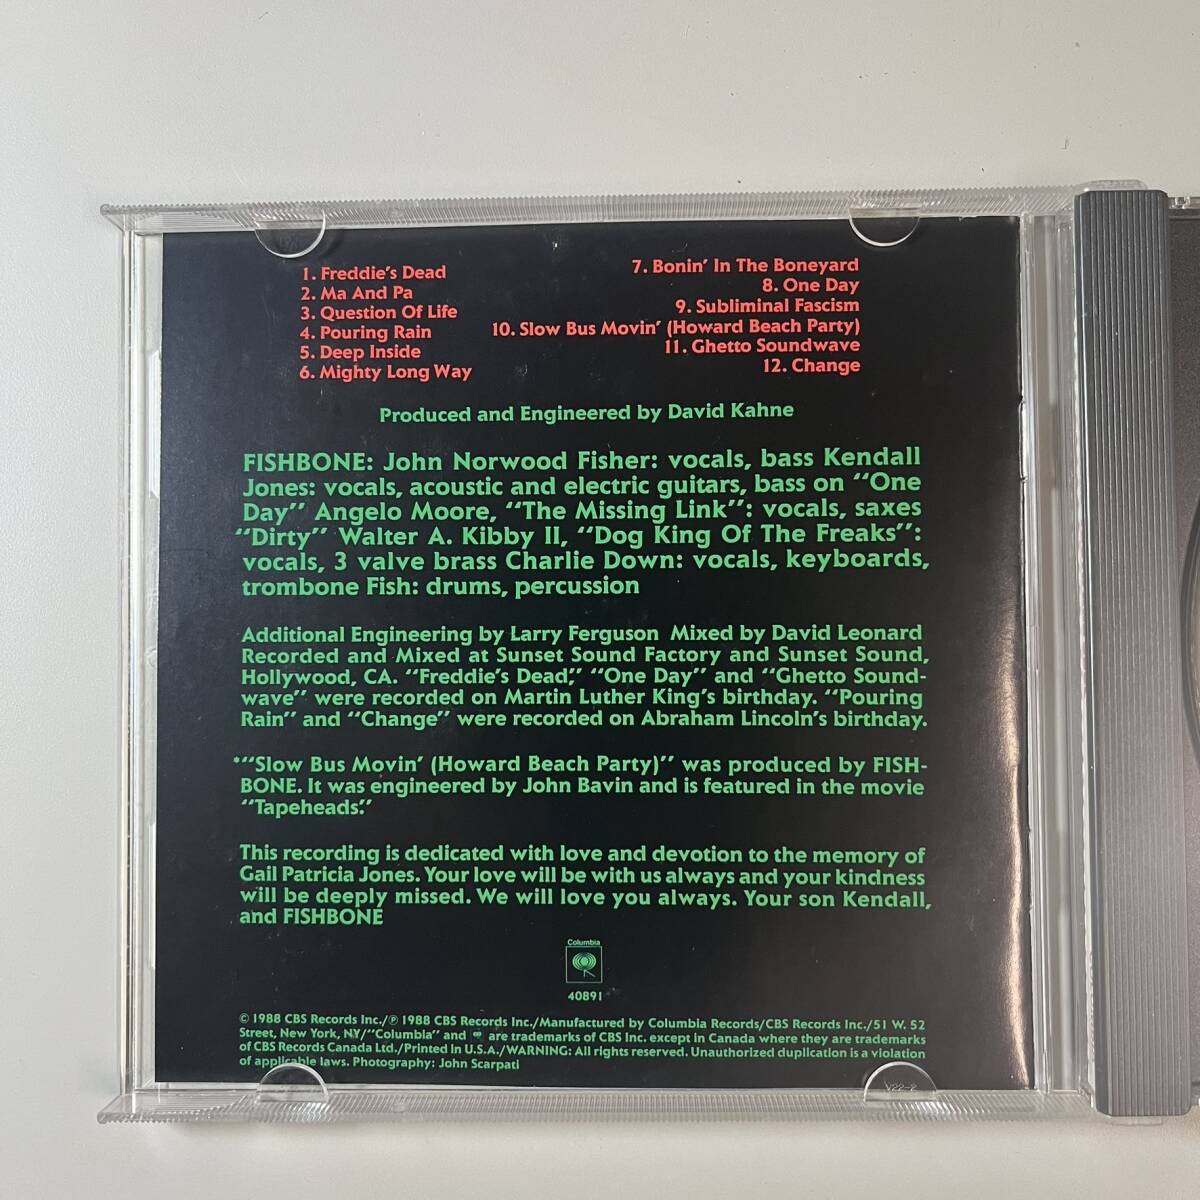 1. Freddie's Dead
2. Ma And Pa
3. Question Of Life
4. Pouring Rain
5. Deep Inside
6. Mighty Long Way
7. Bonin' In The Boneyard
8. One Day
9. Subliminal Fascism
10. Slow Bus Movin' (Howard Beach Party)
11. Ghetto Soundwave
12. Change
Produced and Engineered by David Kahne
FISHBONE: John Norwood Fisher: vocals, bass Kendall
Jones: vocals, acoustic and electric guitars, bass on "One
Day" Angelo Moore, "The Missing Link": vocals, saxes
"Dirty" Walter A. Kibby II, "Dog King Of The Freaks":
vocals, 3 valve brass Charlie Down: vocals, keyboards,
trombone Fish: drums, percussion
Additional Engineering by Larry Ferguson Mixed by David Leonard
Recorded and Mixed at Sunset Sound Factory and Sunset Sound,
Hollywood, CA. "Freddie's Dead," "One Day" and "Ghetto Sound-
wave" were recorded on Martin Luther King's birthday. "Pouring
Rain" and "Change" were recorded on Abraham Lincoln's birthday.
*"Slow Bus Movin' (Howard Beach Party)" was produced by FISH-
BONE. It was engineered by John Bavin and is featured in the movie
"Tapeheads."
This recording is dedicated with love and devotion to the memory of
Gail Patricia Jones. Your love will be with us always and your kindness
will be deeply missed. We will love you always. Your son Kendall,
and FISHBONE
Columbia
40891
© 1988 CBS Records Inc./℗ 1988 CBS Records Inc./Manufactured by Columbia Records/CBS Records Inc./51 W. 52
Street, New York, NY/"Columbia" and are trademarks of CBS Inc. except in Canada where they are trademarks
of CBS Records Canada Ltd./Printed in U.S.A./WARNING: All rights reserved. Unauthorized duplication is a violation
of applicable laws. Photography: John Scarpati